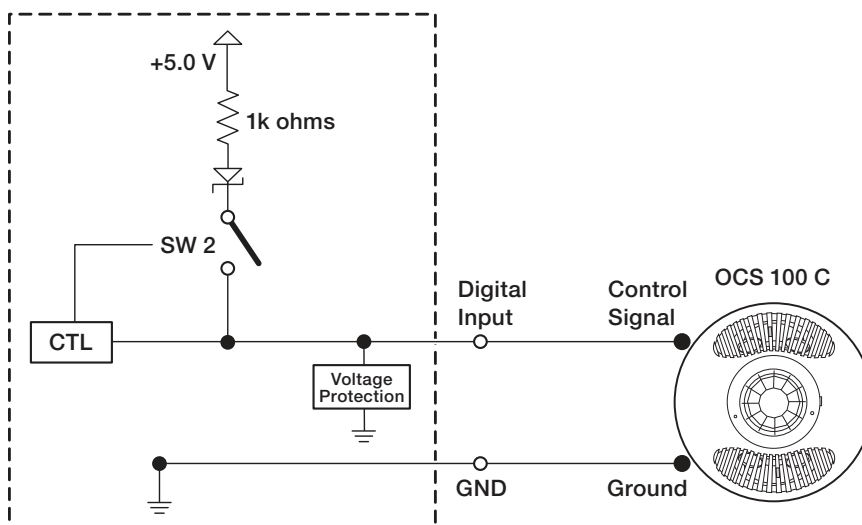 +5.0 V
1k ohms
SW 2
CTL
Voltage
Protection
Digital
Input
Control
Signal
OCS 100 C
GND
Ground